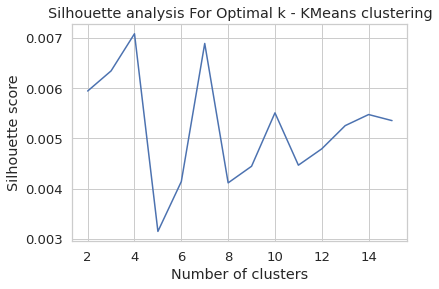 Silhouette analysis For Optimal k - KMeans clustering
0.007
0.006
0.005
0.004
0.003
Silhouette score
2 4 6 8 10 12 14
Number of clusters